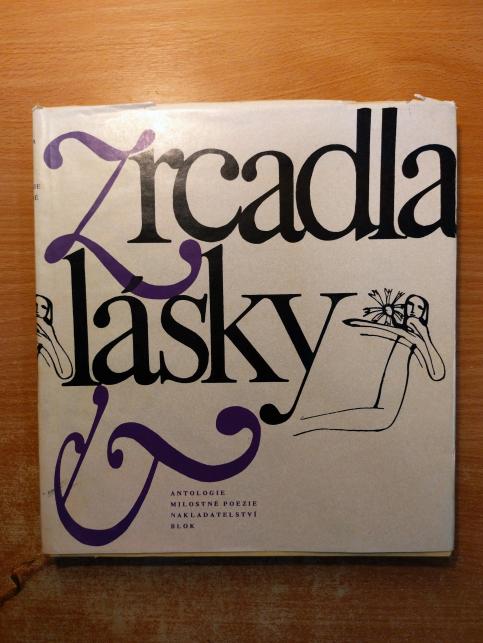 Zrcadla
lásky
ANTOLOGIE
MILOSTNÉ POEZIE
NAKLADATELSTVÍ
BLOK